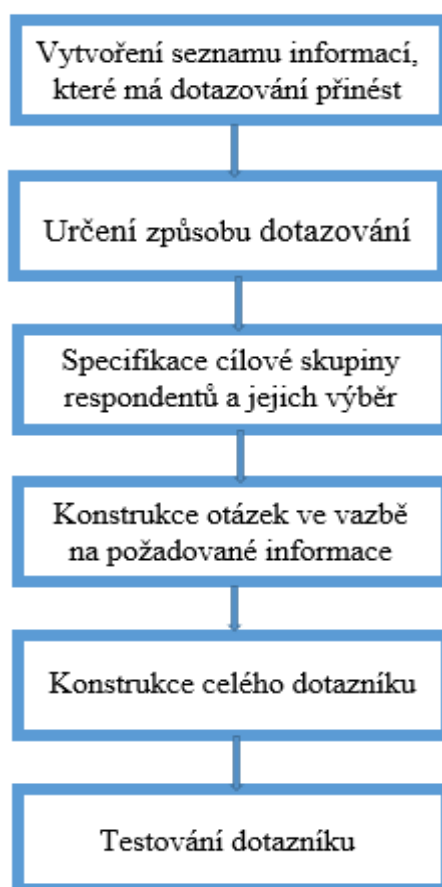 Vytvoření seznamu informací,
které má dotazování přinést
Určení způsobu dotazování
Specifikace cílové skupiny
respondentů a jejich výběr
Konstrukce otázek ve vazbě
na požadované informace
Konstrukce celého dotazníku
Testování dotazníku